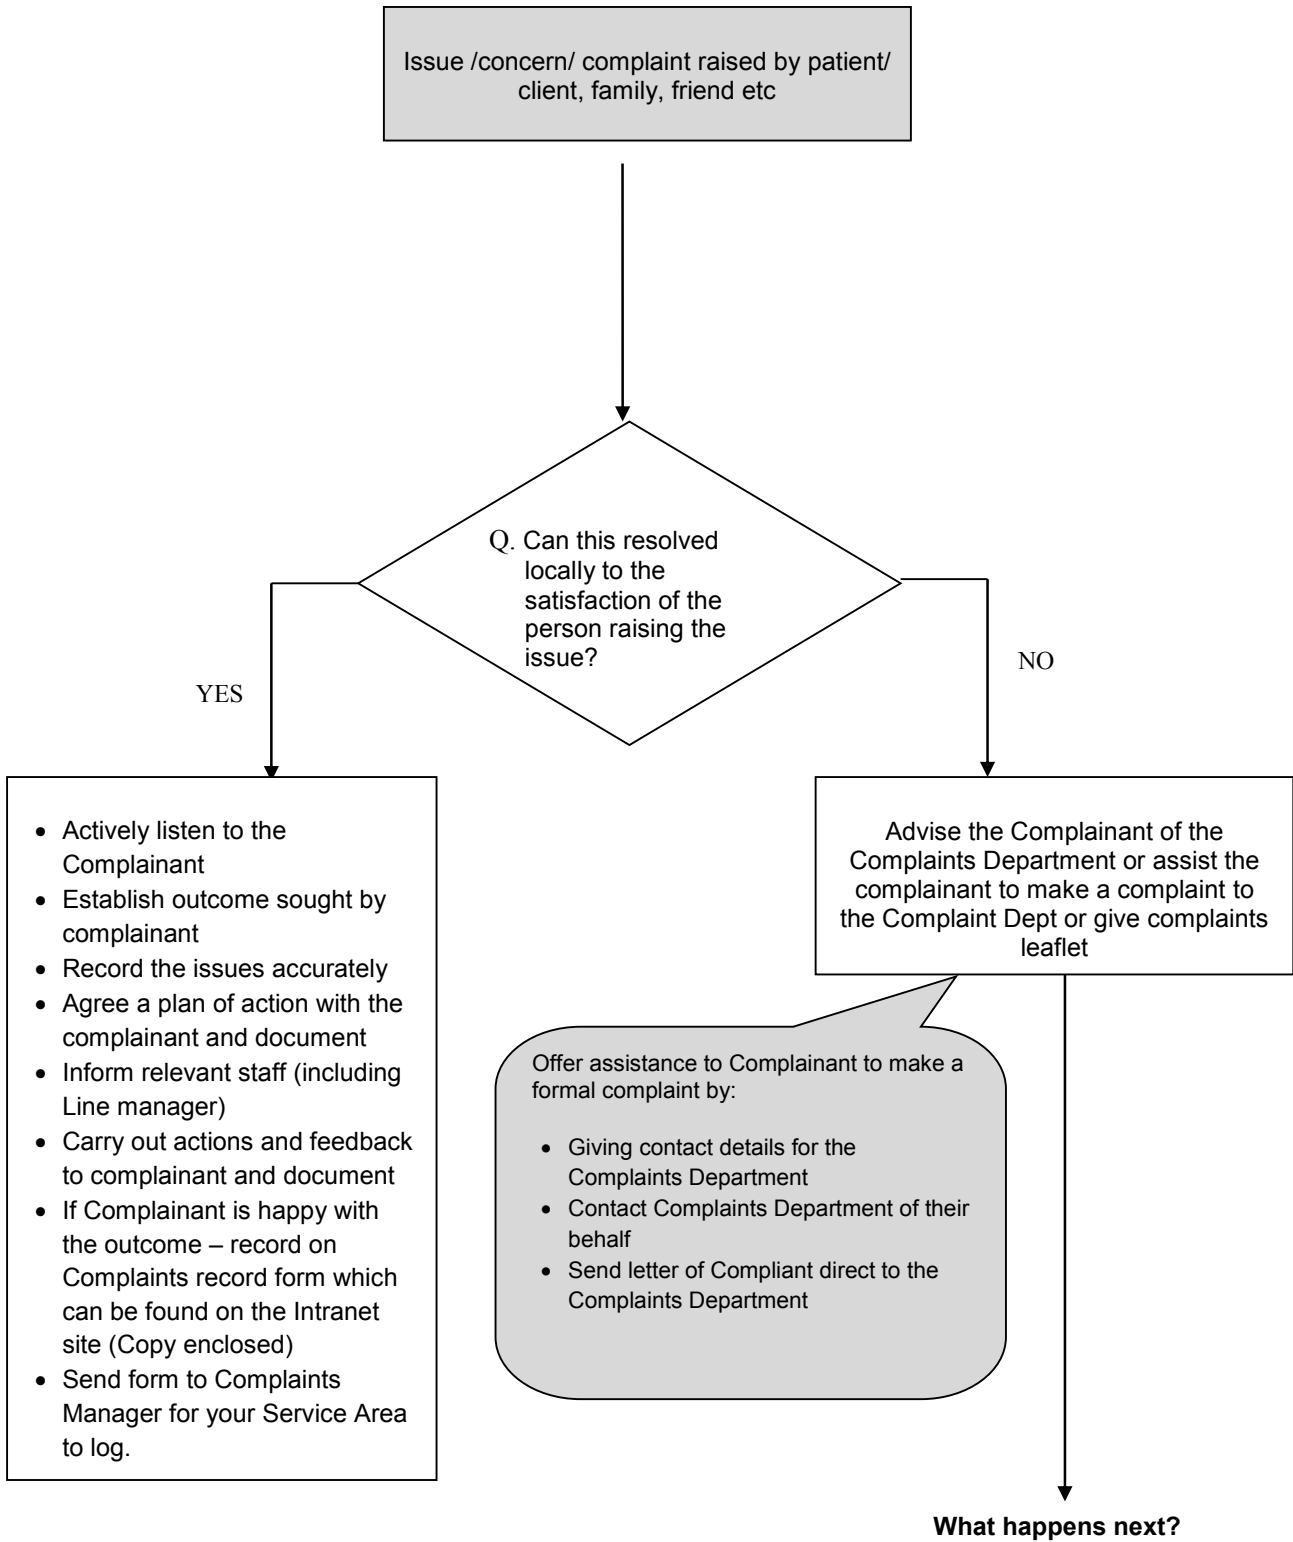 Issue /concern/ complaint raised by patient/
client, family, friend etc
Q. Can this resolved
locally to the
satisfaction of the
person raising the
issue?
YES
NO
• Actively listen to the
Complainant
• Establish outcome sought by
complainant
• Record the issues accurately
• Agree a plan of action with the
complainant and document
• Inform relevant staff (including
Line manager)
• Carry out actions and feedback
to complainant and document
• If Complainant is happy with
the outcome – record on
Complaints record form which
can be found on the Intranet
site (Copy enclosed)
• Send form to Complaints
Manager for your Service Area
to log.
Advise the Complainant of the
Complaints Department or assist the
complainant to make a complaint to
the Complaint Dept or give complaints
leaflet
Offer assistance to Complainant to make a
formal complaint by:
• Giving contact details for the
Complaints Department
• Contact Complaints Department of their
behalf
• Send letter of Compliant direct to the
Complaints Department
What happens next?